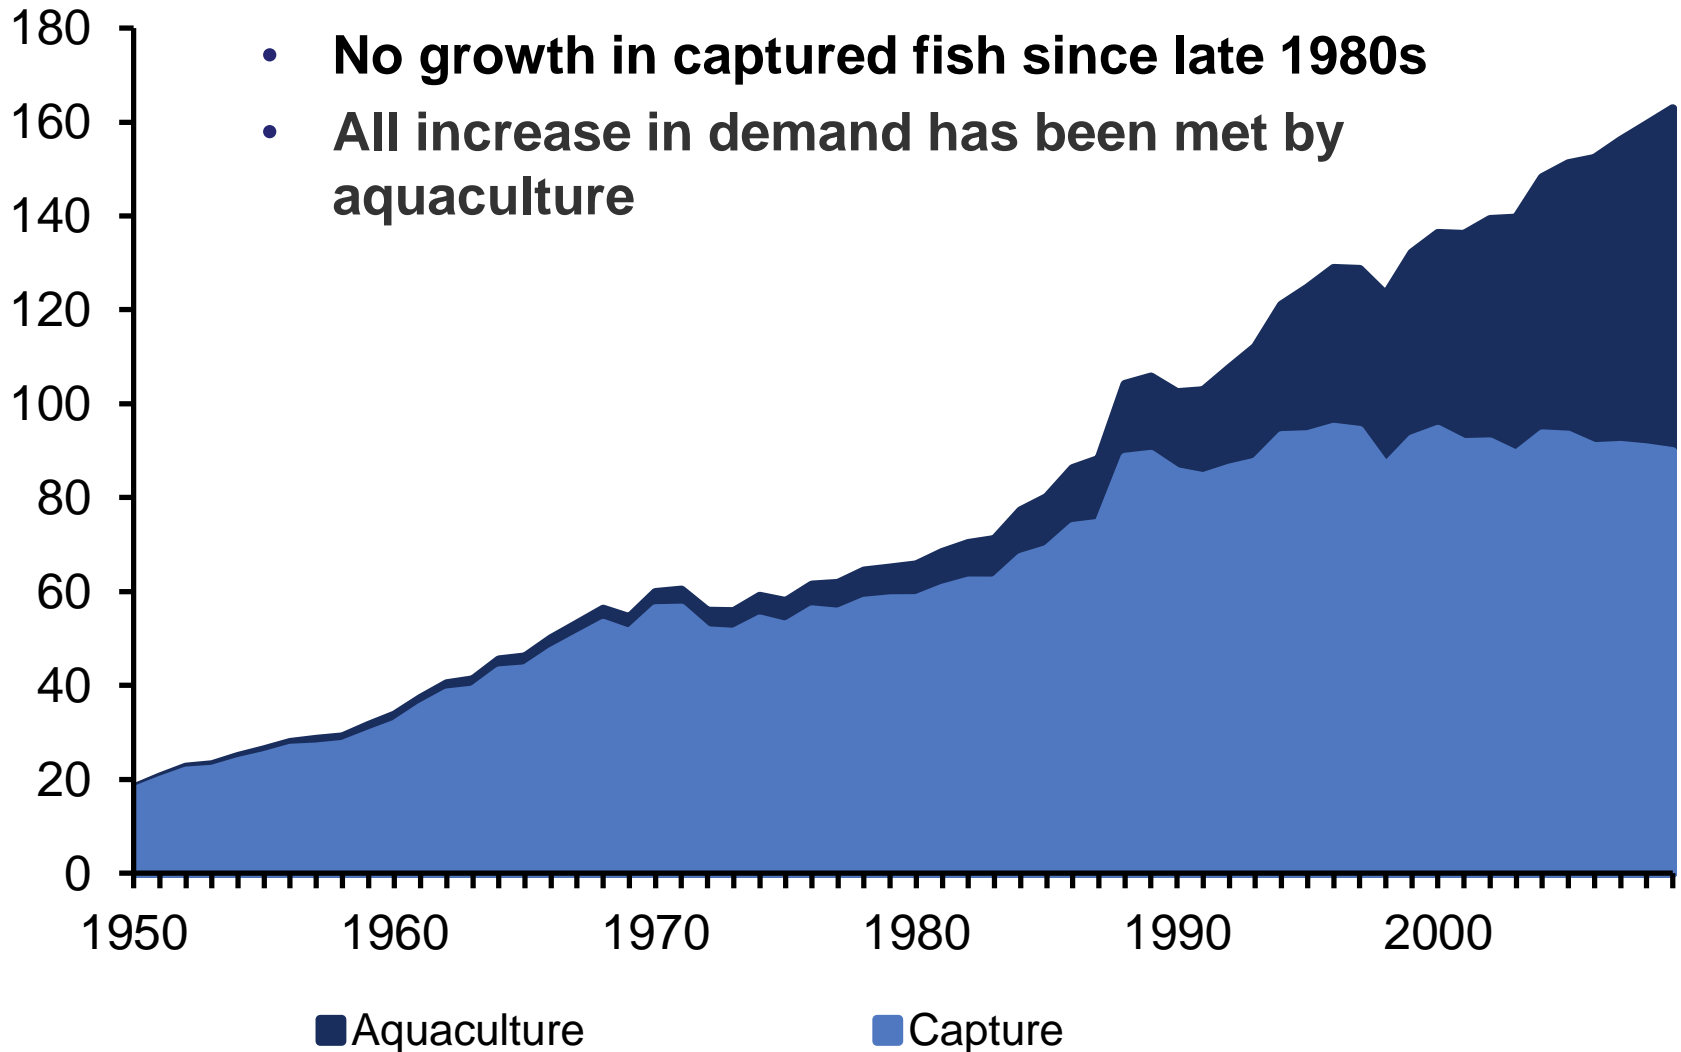 180
• No growth in captured fish since late 1980s
• All increase in demand has been met by
aquaculture
160
140
120
100
80
60
40
20
0
1950 1960 1970 1980 1990 2000
Aquaculture Capture